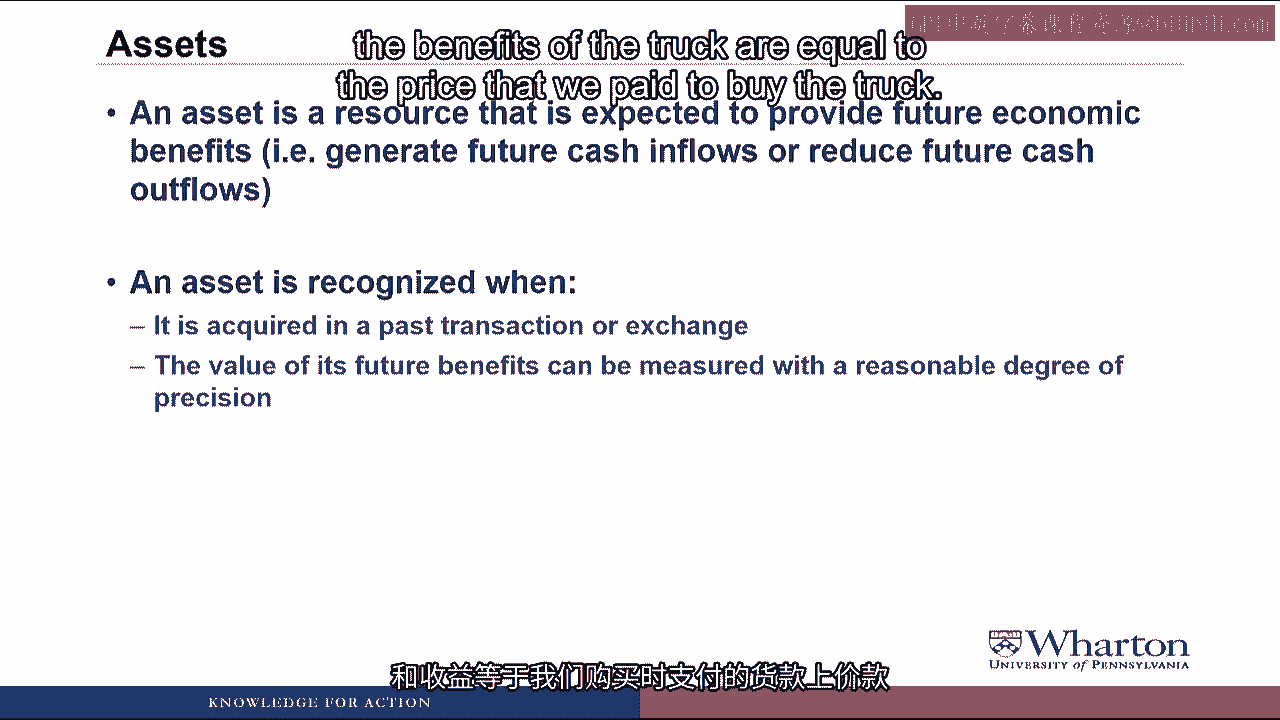 Assets
the benefits of the truck are equal to
the price that we paid to buy the truck.
• An asset is a resource that is expected to provide future economic
benefits (i.e. generate future cash inflows or reduce future cash
outflows)
• An asset is recognized when:
– It is acquired in a past transaction or exchange
– The value of its future benefits can be measured with a reasonable degree of
precision
Wharton
UNIVERSITY of PENNSYLVANIA
和收益等于我们购买时支付的货款上价款
KNOWLEDGE FOR ACTION